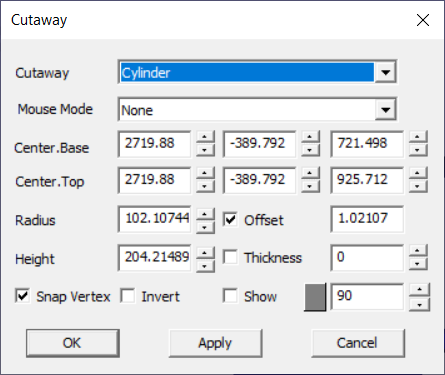 Cutaway
Cutaway Cylinder
Mouse Mode None
Center.Base 2719.88 -389.792 721.498
Center.Top 2719.88 -389.792 925.712
Radius 102.10744 Offset 1.02107
Height 204.21489 Thickness 0
Snap Vertex Invert Show 90
OK Apply Cancel